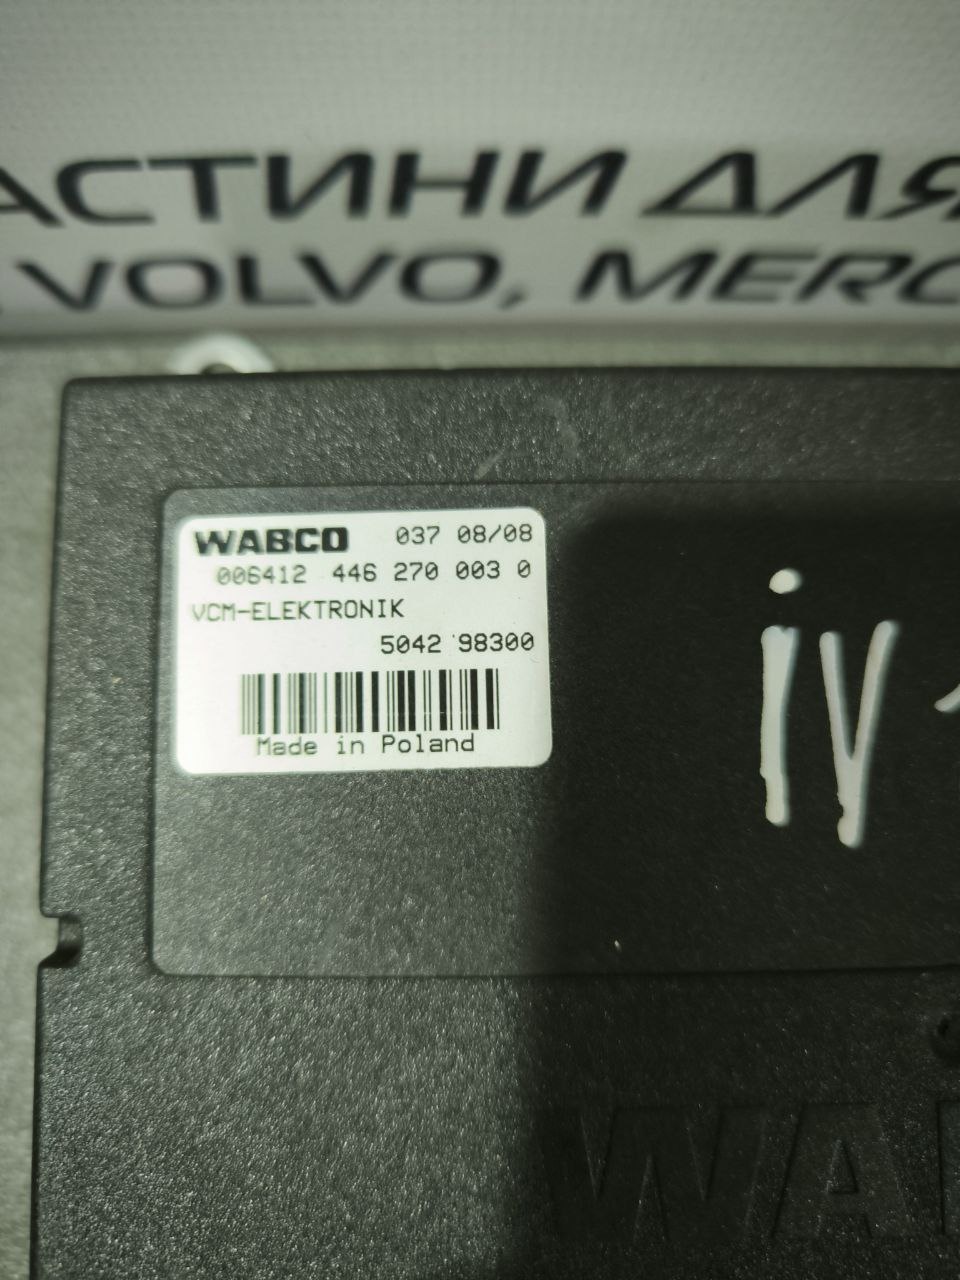 АСТИНИ ДЛЯ
VOLVO, MERC
WABCO 037 08/08
006412 446 270 003 0
VCM-ELEKTRONIK
5042 98300
Made in Poland
iv
WA